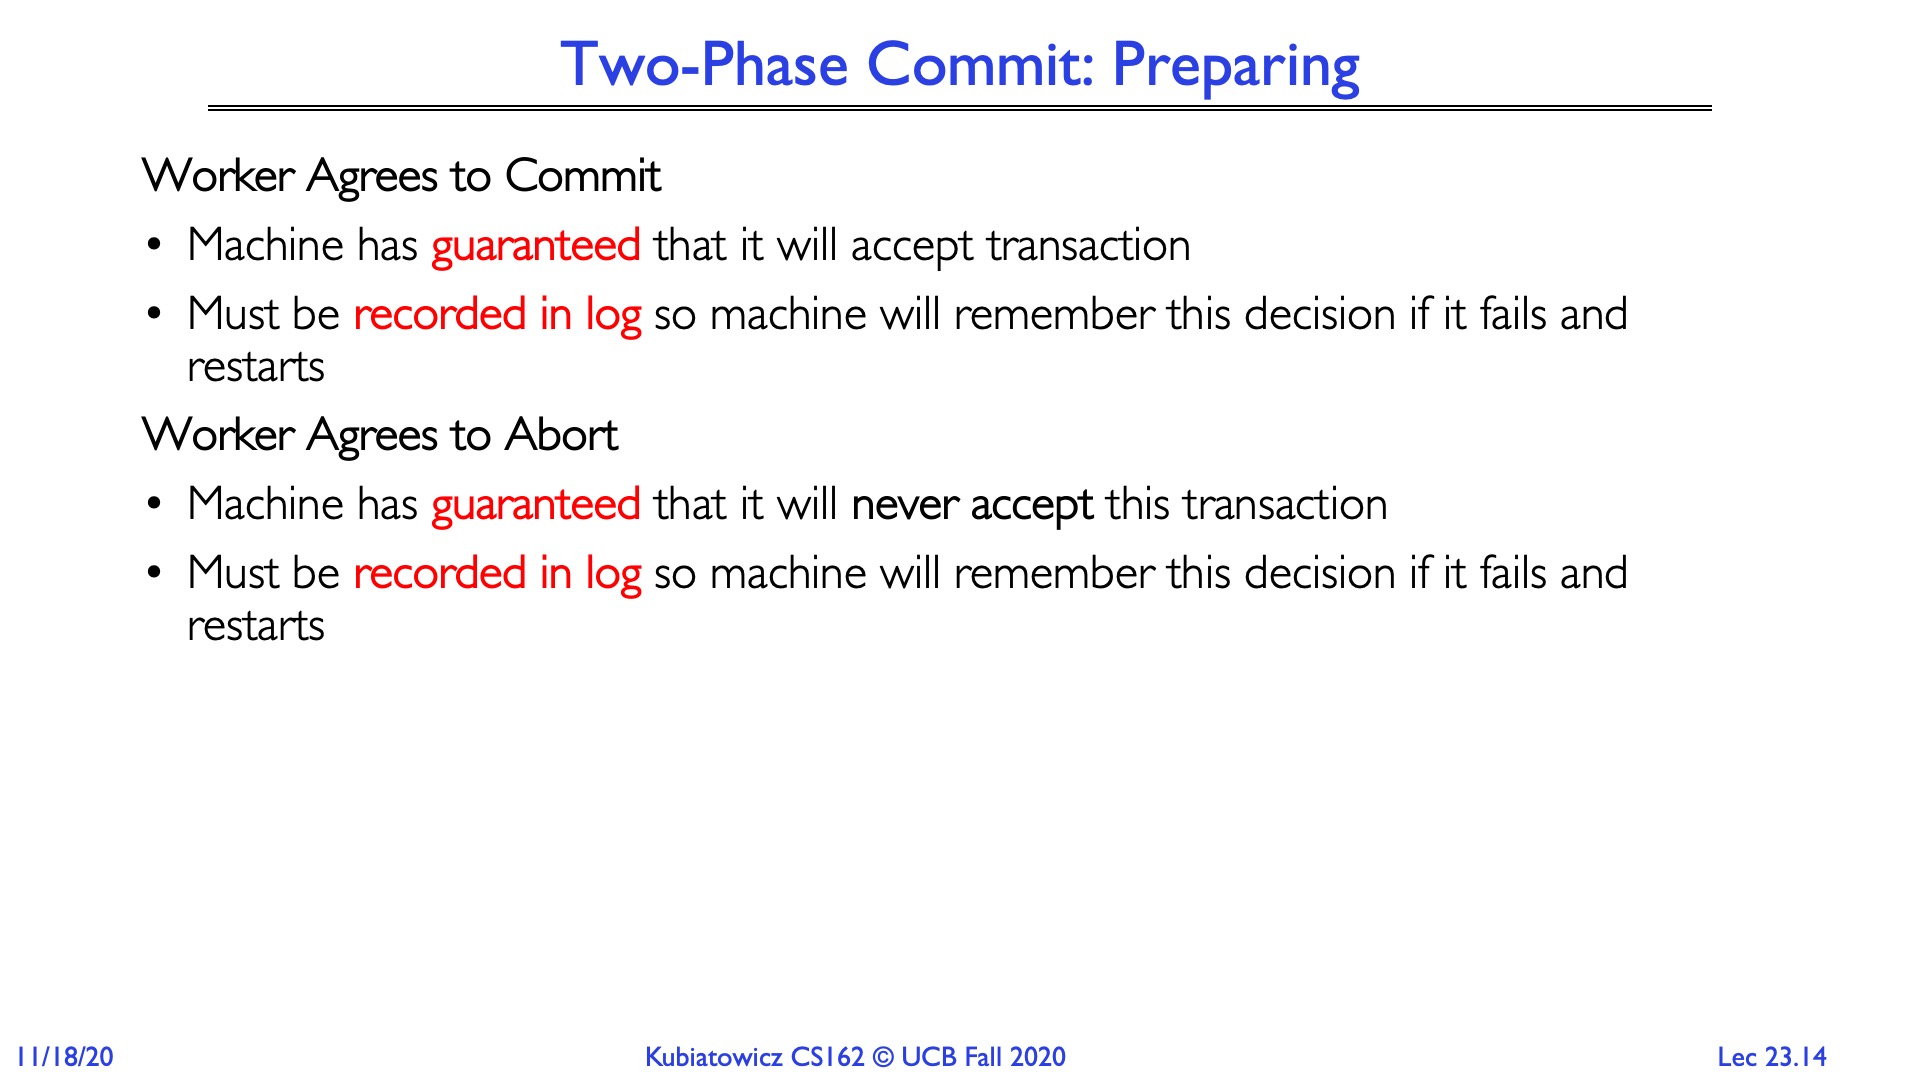 Two-Phase Commit: Preparing
Worker Agrees to Commit
• Machine has guaranteed that it will accept transaction
• Must be recorded in log so machine will remember this decision if it fails and
restarts
Worker Agrees to Abort
• Machine has guaranteed that it will never accept this transaction
• Must be recorded in log so machine will remember this decision if it fails and
restarts
11/18/20
Kubiatowicz CS162 © UCB Fall 2020
Lec 23.14